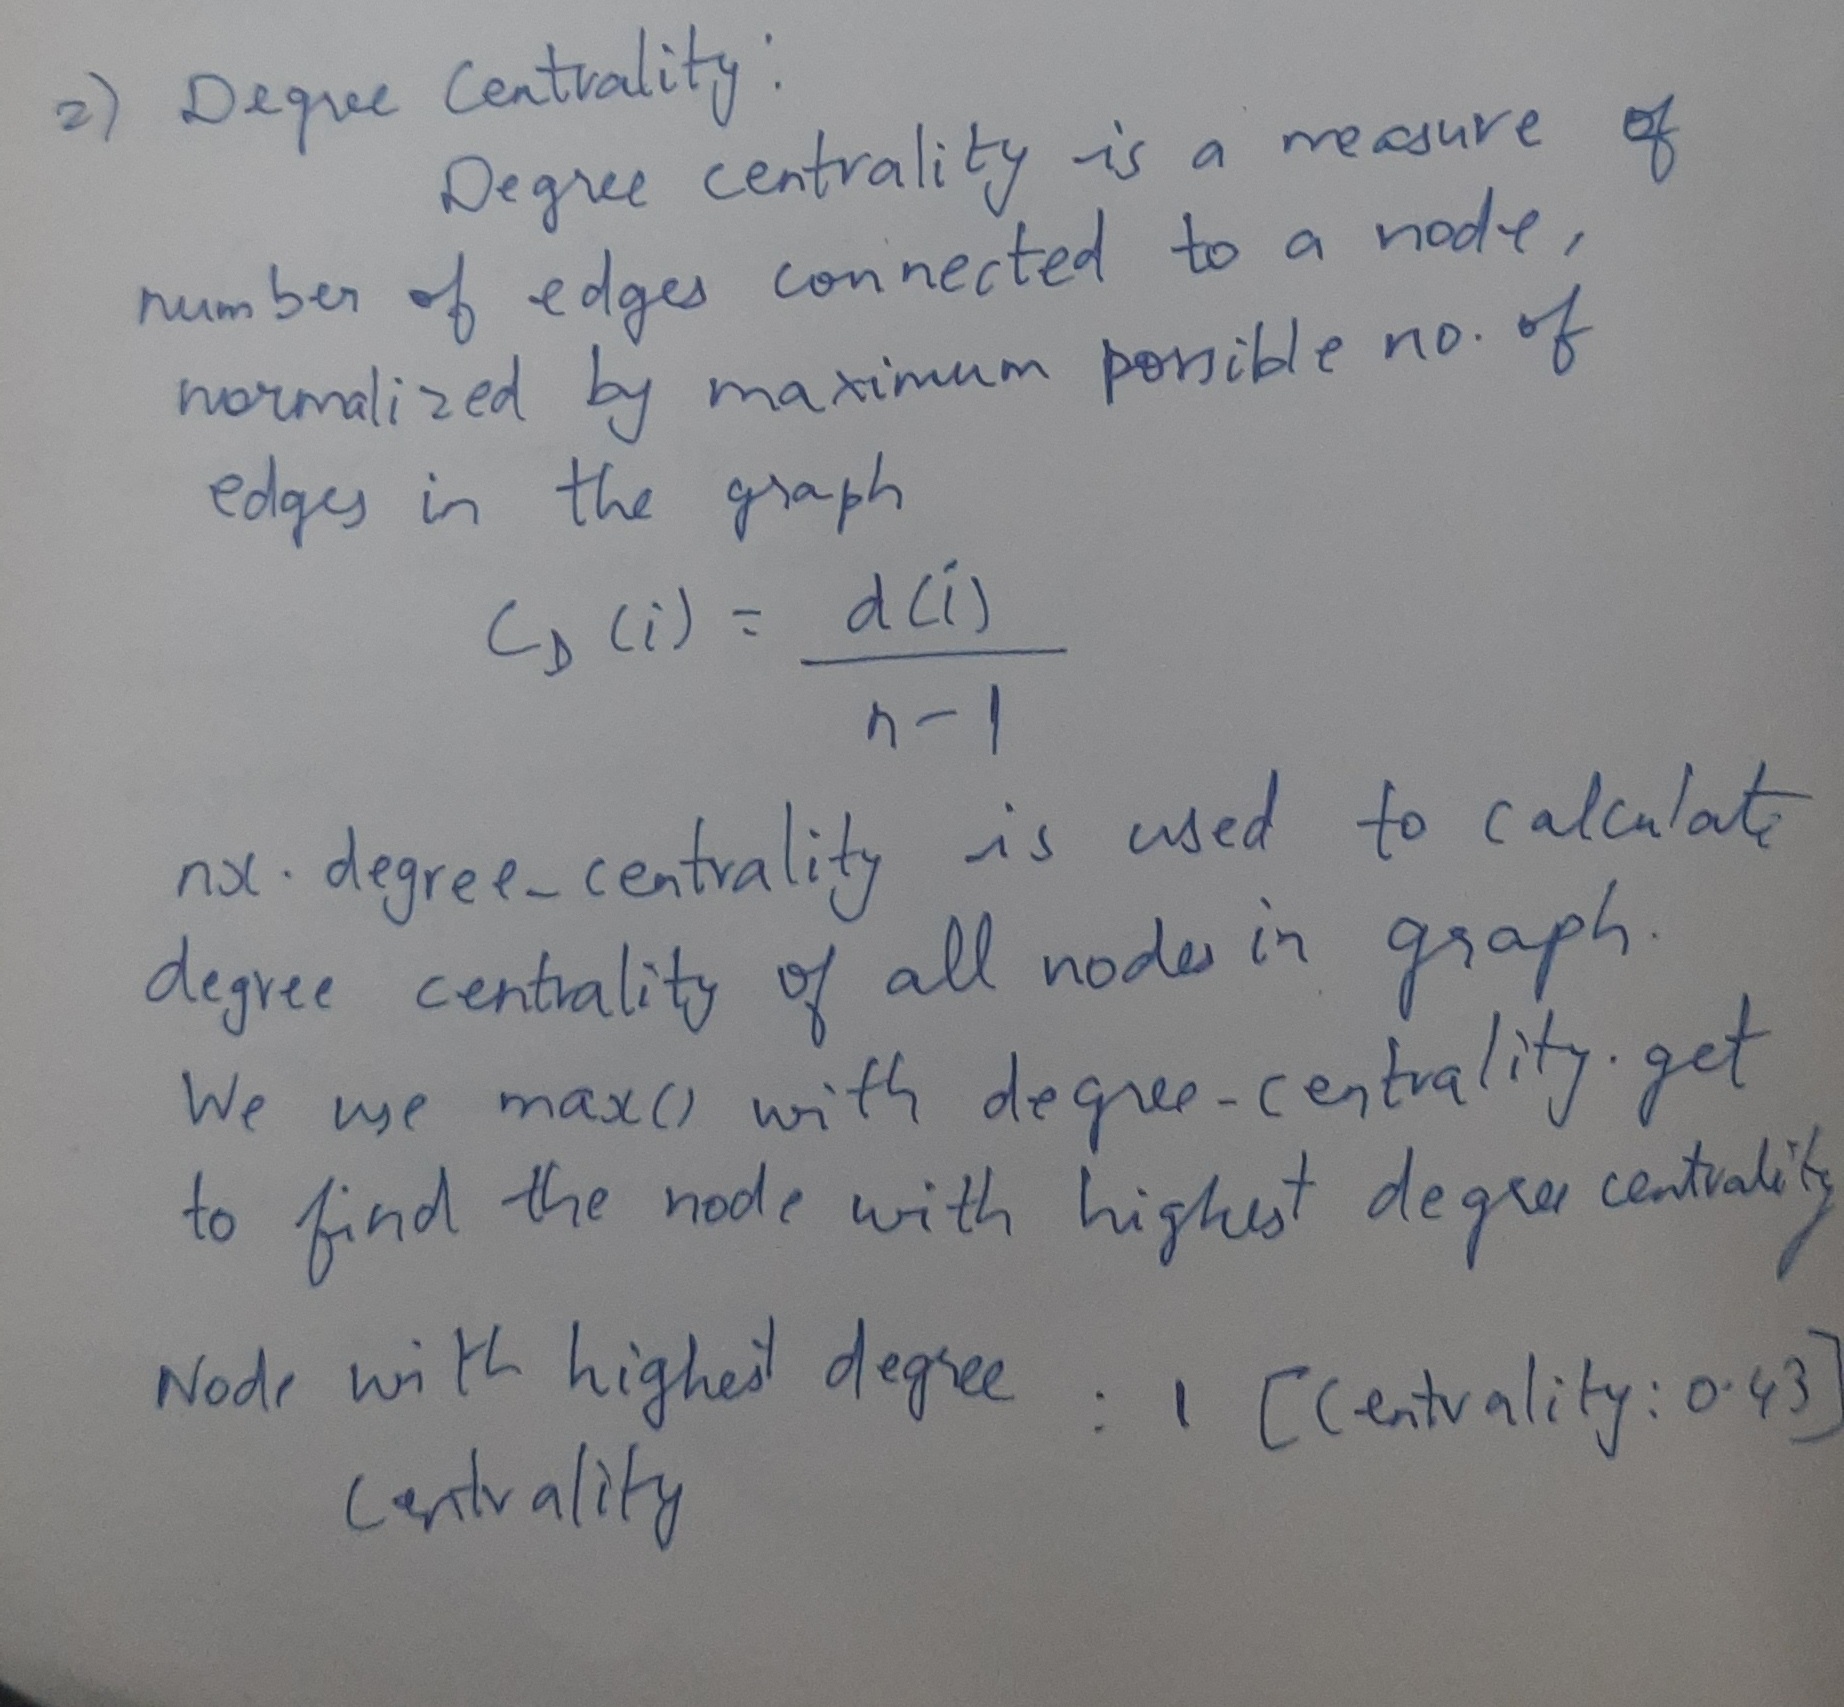 2) Degree Centrality:
Degree centrality is a measure of
number of edges connected to a node,
normalized by maximum possible no. of
edges in the graph
C_D (i) = d(i)
n-1
nx. degree_centrality is used to calculate
degree centrality of all nodes in graph.
We use max() with degree-centrality.get
to find the node with highest degree centrality
Node with highest degree : 1 [Centrality: 0.43]
Centrality